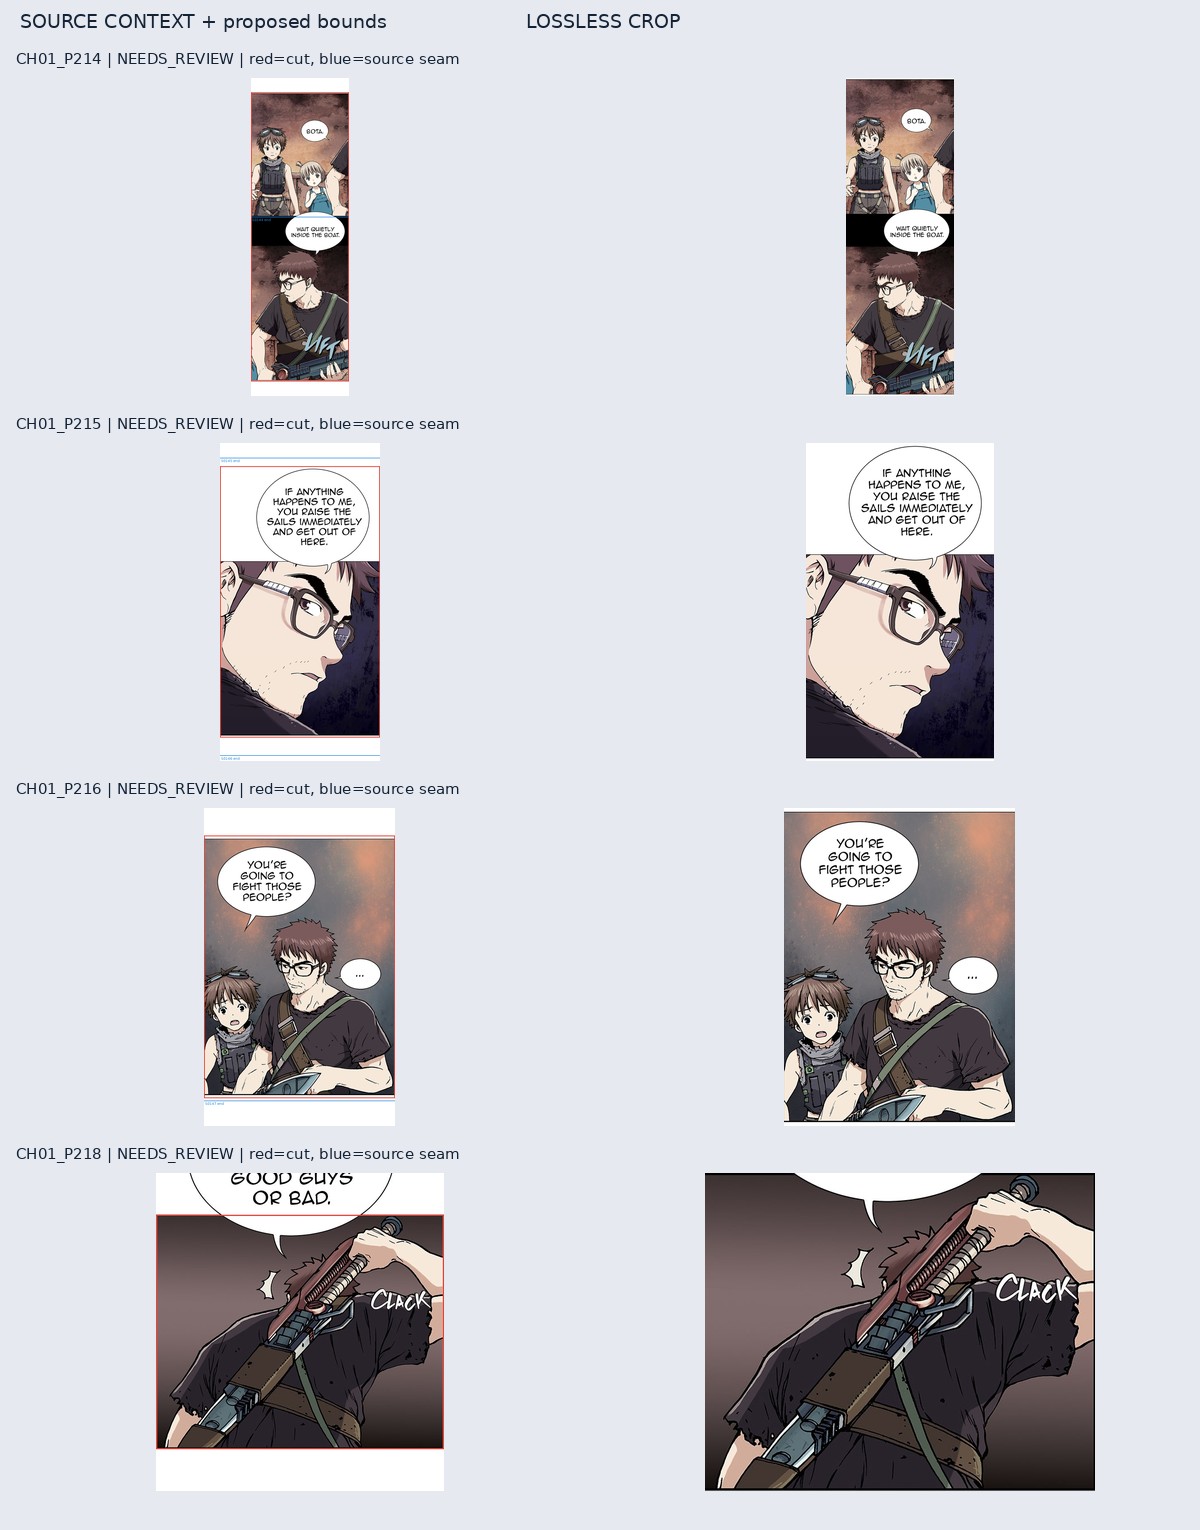 SOURCE CONTEXT + proposed bounds
LOSSLESS CROP
CH01_P214 | NEEDS_REVIEW | red=cut, blue=source seam
BOTA.
WAIT QUIETLY
INSIDE THE BOAT.
LIFT
BOTA.
WAIT QUIETLY
INSIDE THE BOAT.
LIFT
CH01_P215 | NEEDS_REVIEW | red=cut, blue=source seam
IF ANYTHING
HAPPENS TO ME,
YOU RAISE THE
SAILS IMMEDIATELY
AND GET OUT OF
HERE.
IF ANYTHING
HAPPENS TO ME,
YOU RAISE THE
SAILS IMMEDIATELY
AND GET OUT OF
HERE.
CH01_P216 | NEEDS_REVIEW | red=cut, blue=source seam
YOU'RE
GOING TO
FIGHT THOSE
PEOPLE?
...
YOU'RE
GOING TO
FIGHT THOSE
PEOPLE?
...
CH01_P218 | NEEDS_REVIEW | red=cut, blue=source seam
GOOD GUYS
OR BAD.
CLACK
CLACK